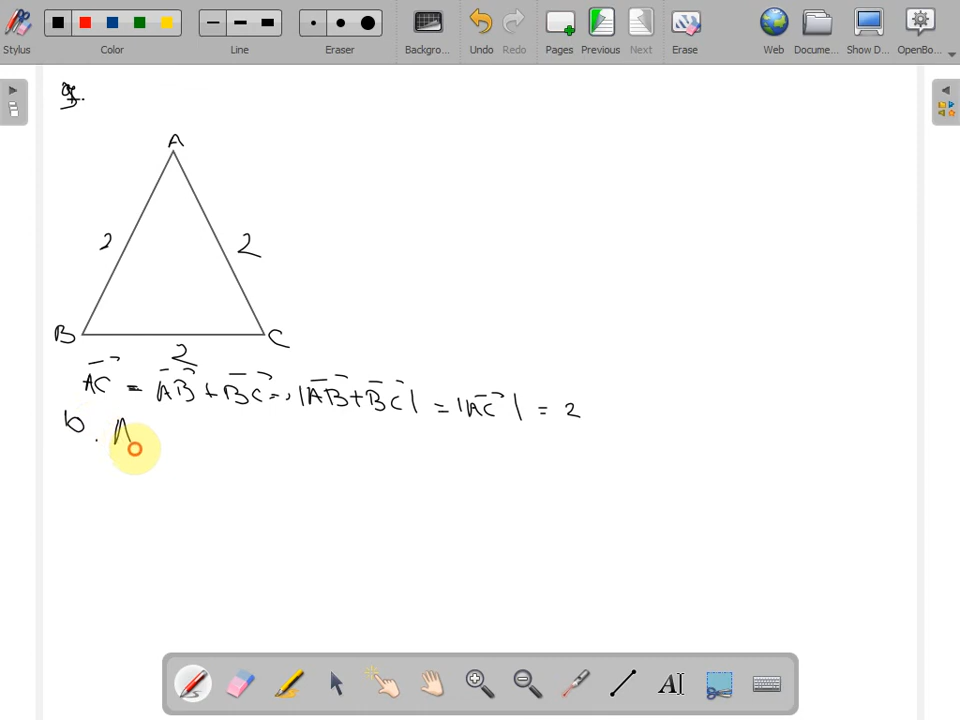 Color
Line
Eraser
Stylus
Backgro...
Undo
Redo
Pages
Previous
Next
Erase
Web
Docume...
Show D...
OpenBo...
A
2
2
B
C
2
AC = AB + BC = |AB + BC| = |AC| = 2
b. A
AI